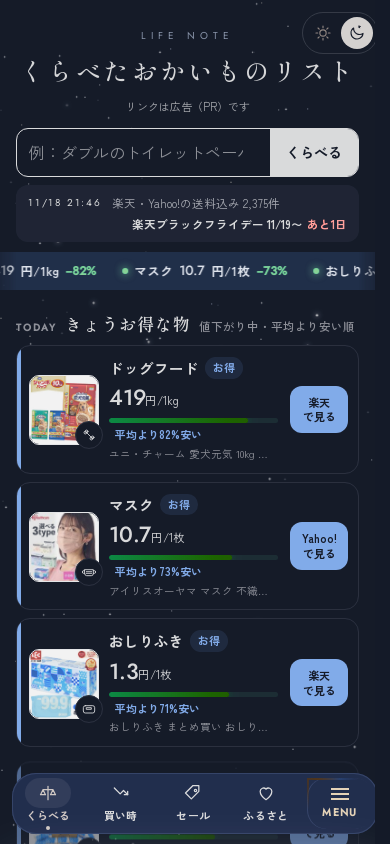 LIFE NOTE
くらべたおかいものリスト
リンクは広告（PR）です
例：ダブルのトイレットペーパ
くらべる
11/18 21:46 楽天・Yahoo!の送料込み 2,375件
楽天ブラックフライデー 11/19〜 あと1日
19 円/1kg −82% マスク 10.7 円/1枚 −73% おしりふ
TODAY きょうお得な物 値下がり中・平均より安い順
ドッグフード お得
419円/1kg
平均より82%安い
ユニ・チャーム 愛犬元気 10kg ...
楽天
で見る
マスク お得
10.7円/1枚
平均より73%安い
アイリスオーヤマ マスク 不織...
Yahoo!
で見る
おしりふき お得
1.3円/1枚
平均より71%安い
おしりふき まとめ買い おしり...
楽天
で見る
くらべる
買い時
セール
ふるさと
MENU